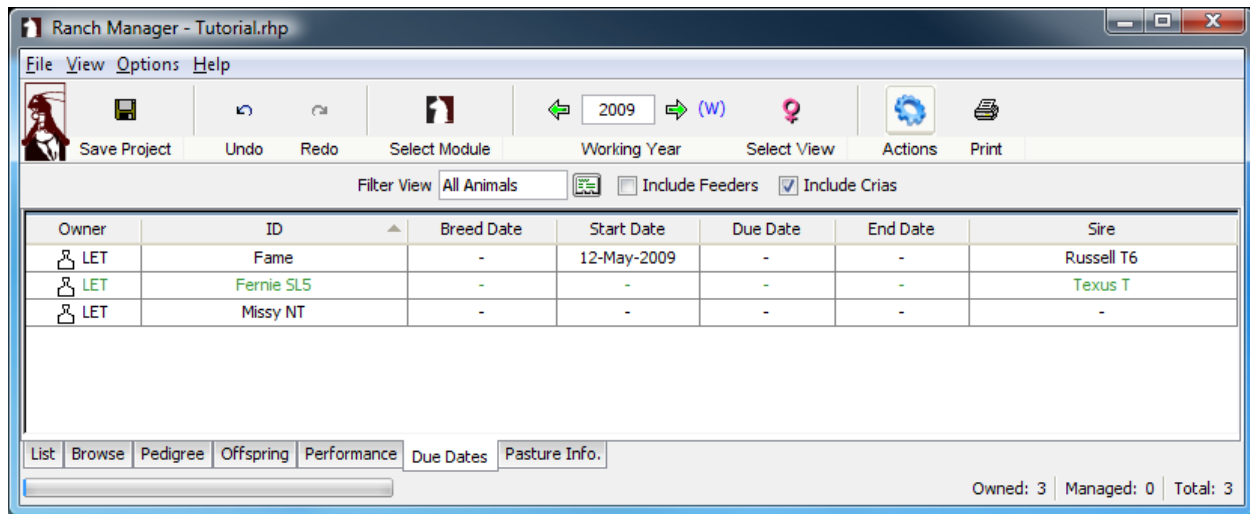 Ranch Manager - Tutorial.rhp
File View Options Help
2009 (W)
Save Project Undo Redo Select Module Working Year Select View Actions Print
Filter View All Animals Include Feeders Include Crias
Owner ID Breed Date Start Date Due Date End Date Sire
LET Fame - 12-May-2009 - - Russell T6
LET Fernie SL5 - - - - Texus T
LET Missy NT - - - - -
List Browse Pedigree Offspring Performance Due Dates Pasture Info.
Owned: 3 Managed: 0 Total: 3